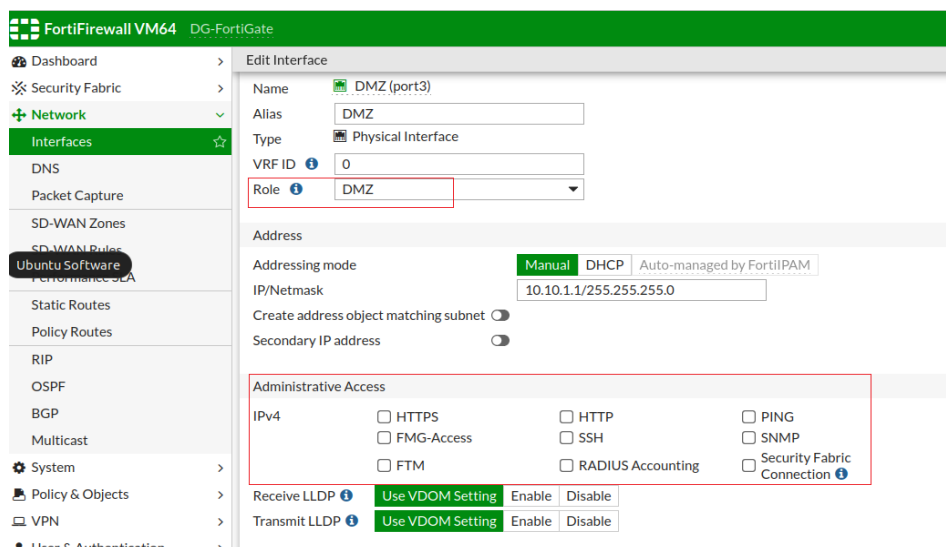 FortiFirewall VM64 DG-FortiGate
Dashboard
Security Fabric
Network
Interfaces
DNS
Packet Capture
SD-WAN Zones
SD-WAN Rules
Ubuntu Software
Performance SLA
Static Routes
Policy Routes
RIP
OSPF
BGP
Multicast
System
Policy & Objects
VPN
User & Authentication
Edit Interface
Name DMZ (port3)
Alias DMZ
Type Physical Interface
VRF ID 0
Role DMZ
Address
Addressing mode Manual DHCP Auto-managed by FortiIPAM
IP/Netmask 10.10.1.1/255.255.255.0
Create address object matching subnet
Secondary IP address
Administrative Access
IPv4 HTTPS HTTP PING
FMG-Access SSH SNMP
FTM RADIUS Accounting Security Fabric
Connection
Receive LLDP Use VDOM Setting Enable Disable
Transmit LLDP Use VDOM Setting Enable Disable